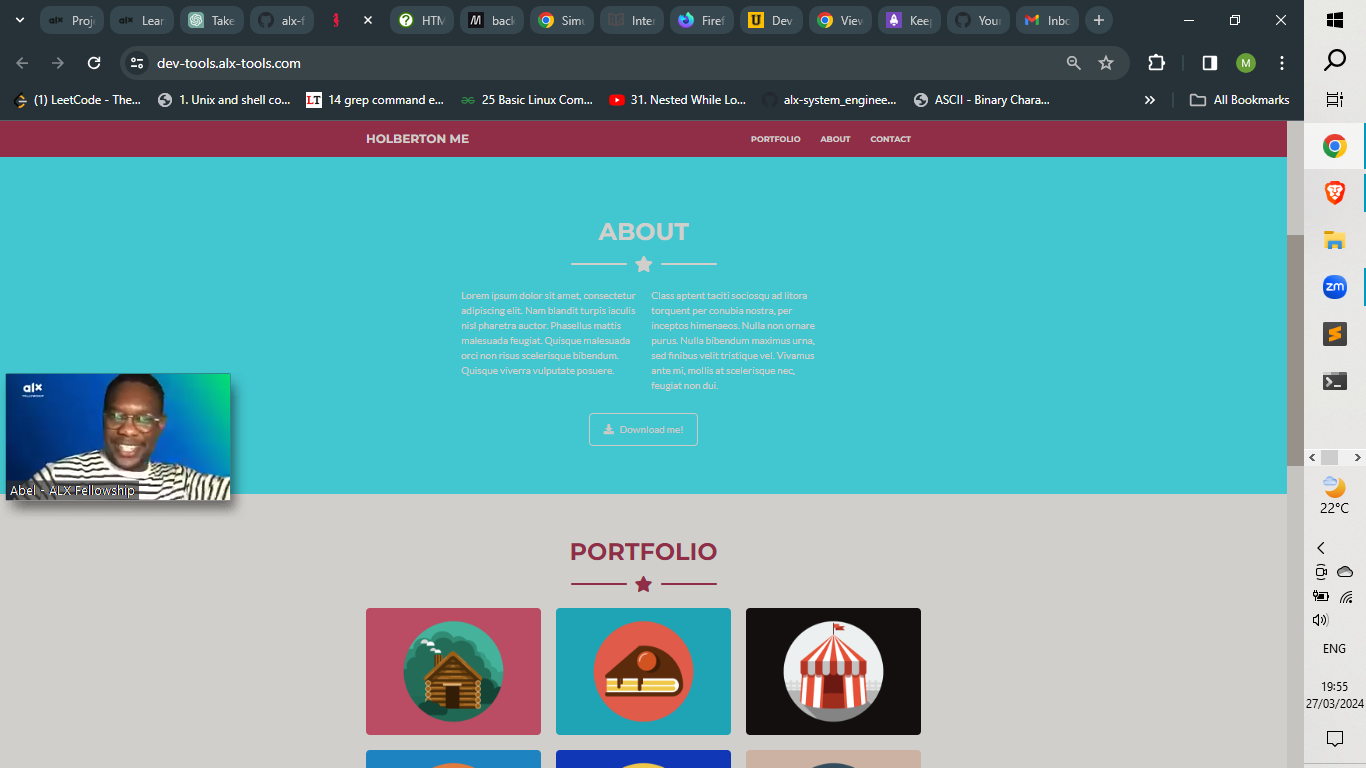 alx Proj
alx Lear
Take
alx-f
HTM
M back
Simu
Inter
Firef
U Dev
View
Keep
Your
Inbo
dev-tools.alx-tools.com
M
(1) LeetCode - The...
1. Unix and shell co...
LT 14 grep command e...
25 Basic Linux Com...
31. Nested While Lo...
alx-system_enginee...
ASCII - Binary Chara...
All Bookmarks
HOLBERTON ME
PORTFOLIO
ABOUT
CONTACT
ABOUT
Lorem ipsum dolor sit amet, consectetur
adipiscing elit. Nam blandit turpis iaculis
nisl pharetra auctor. Phasellus mattis
malesuada feugiat. Quisque malesuada
orci non risus scelerisque bibendum.
Quisque viverra vulputate posuere.
Class aptent taciti sociosqu ad litora
torquent per conubia nostra, per
inceptos himenaeos. Nulla non ornare
purus. Nulla bibendum maximus urna,
sed finibus velit tristique vel. Vivamus
ante mi, mollis at scelerisque nec,
feugiat non dui.
Download me!
alx
FELLOWSHIP
Abel - ALX Fellowship
PORTFOLIO
zm
22°C
ENG
19:55
27/03/2024